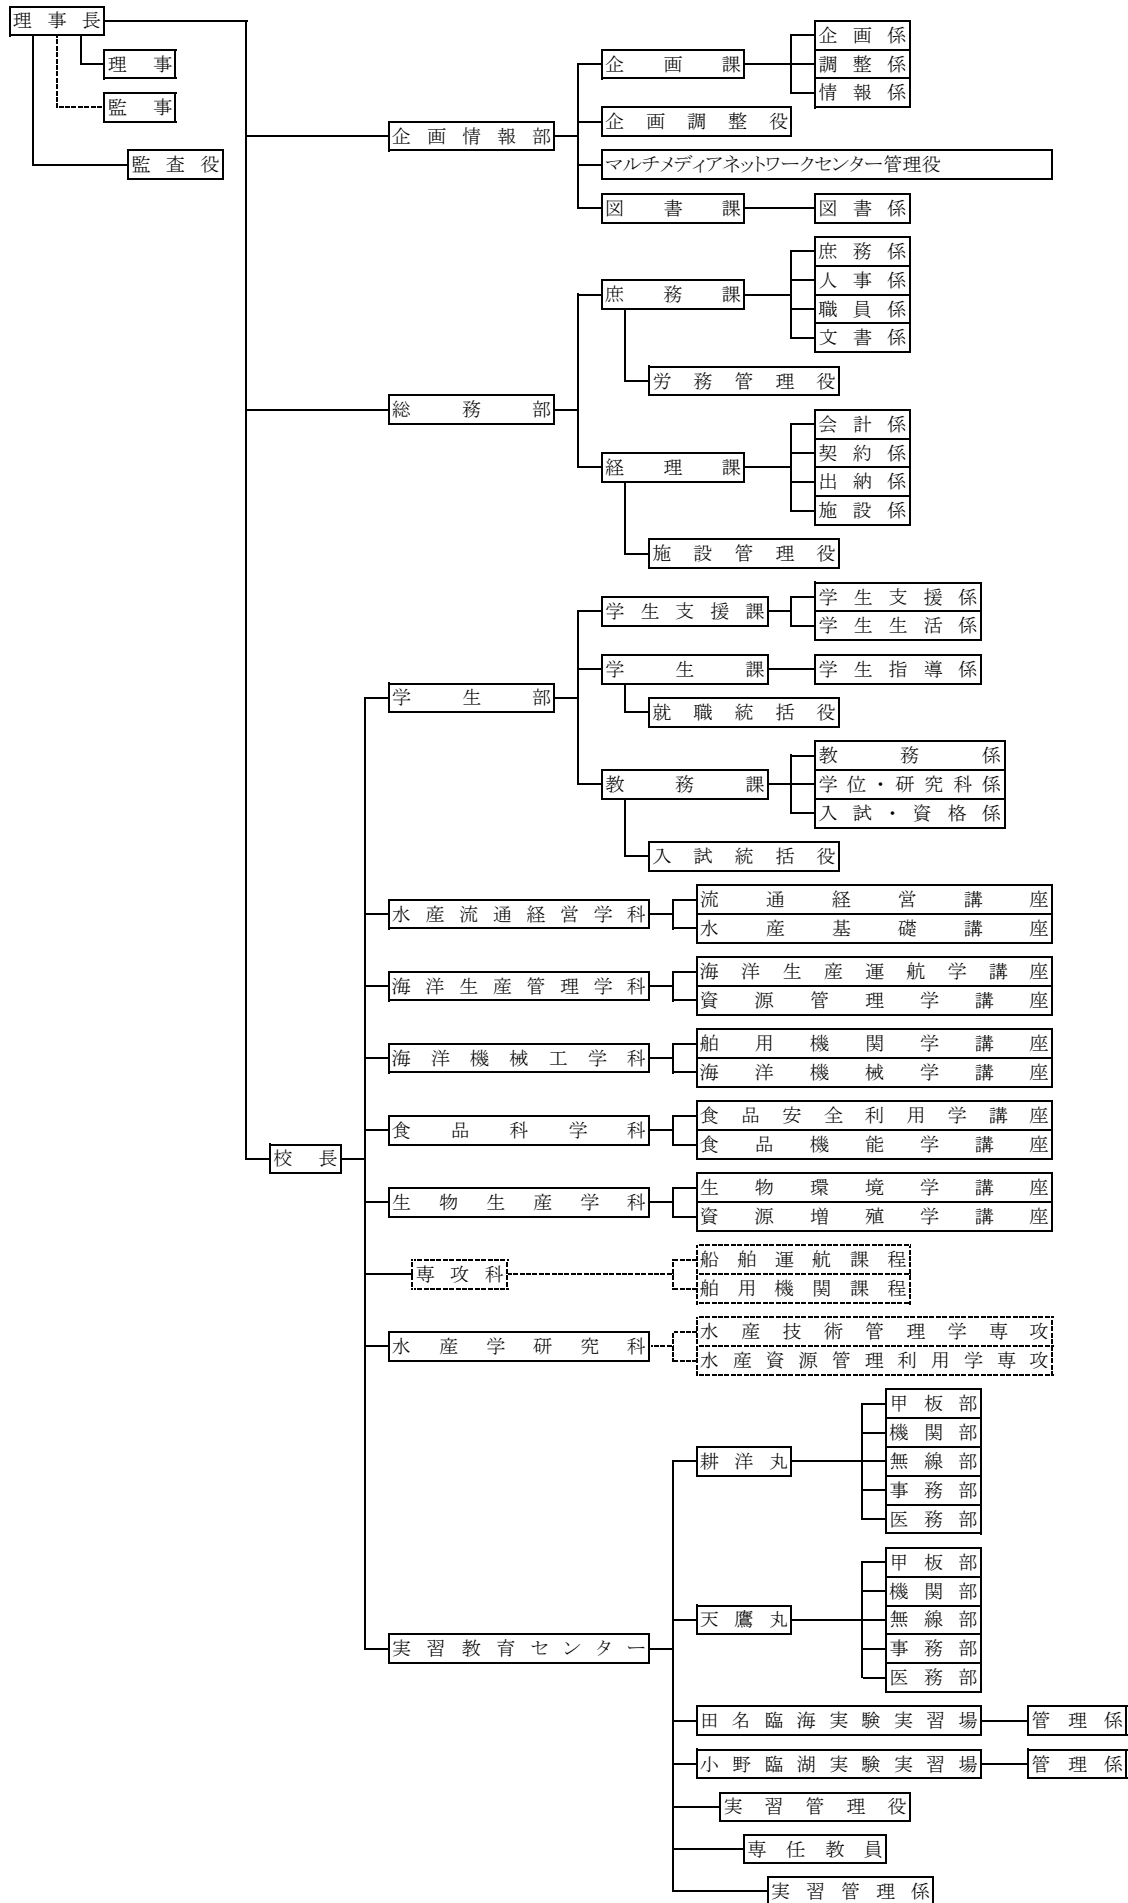 理事長
理事
監事
監査役
企画情報部
企画課
企画係
調整係
情報係
企画調整役
マルチメディアネットワークセンター管理役
図書課
図書係
総務部
庶務課
庶務係
人事係
職員係
文書係
労務管理役
経理課
会計係
契約係
出納係
施設係
施設管理役
校長
学生部
学生支援課
学生支援係
学生生活係
学生課
学生指導係
就職統括役
教務課
教務係
学位・研究科係
入試・資格係
入試統括役
水産流通経営学科
流通経営講座
水産基礎講座
海洋生産管理学科
海洋生産運航学講座
資源管理学講座
海洋機械工学科
舶用機関学講座
海洋機械学講座
食品科学科
食品安全利用学講座
食品機能学講座
生物生産学科
生物環境学講座
資源増殖学講座
専攻科
船舶運航課程
舶用機関課程
水産学研究科
水産技術管理学専攻
水産資源管理利用学専攻
実習教育センター
耕洋丸
甲板部
機関部
無線部
事務部
医務部
天鷹丸
甲板部
機関部
無線部
事務部
医務部
田名臨海実験実習場
管理係
小野臨湖実験実習場
管理係
実習管理役
専任教員
実習管理係